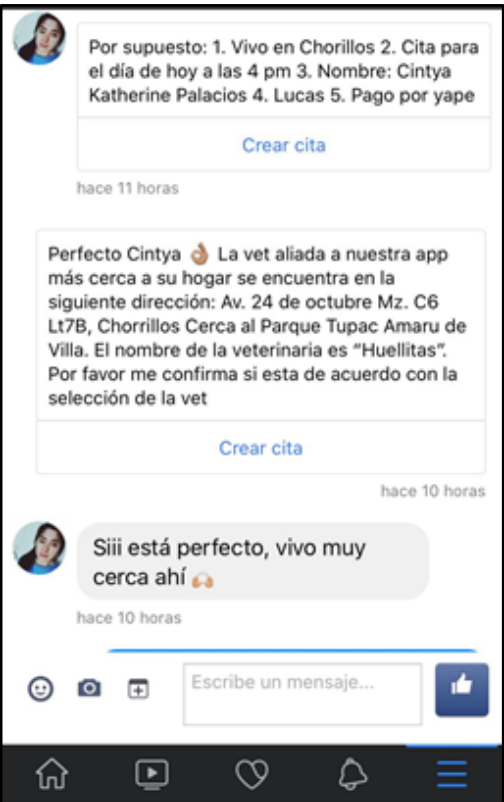 Por supuesto: 1. Vivo en Chorillos 2. Cita para
el día de hoy a las 4 pm 3. Nombre: Cintya
Katherine Palacios 4. Lucas 5. Pago por yape
Crear cita
hace 11 horas
Perfecto Cintya 👌🏼 La vet aliada a nuestra app
más cerca a su hogar se encuentra en la
siguiente dirección: Av. 24 de octubre Mz. C6
Lt7B, Chorrillos Cerca al Parque Tupac Amaru de
Villa. El nombre de la veterinaria es “Huellitas”.
Por favor me confirma si esta de acuerdo con la
selección de la vet
Crear cita
hace 10 horas
Siii está perfecto, vivo muy
cerca ahí 🙌🏼
hace 10 horas
Escribe un mensaje...